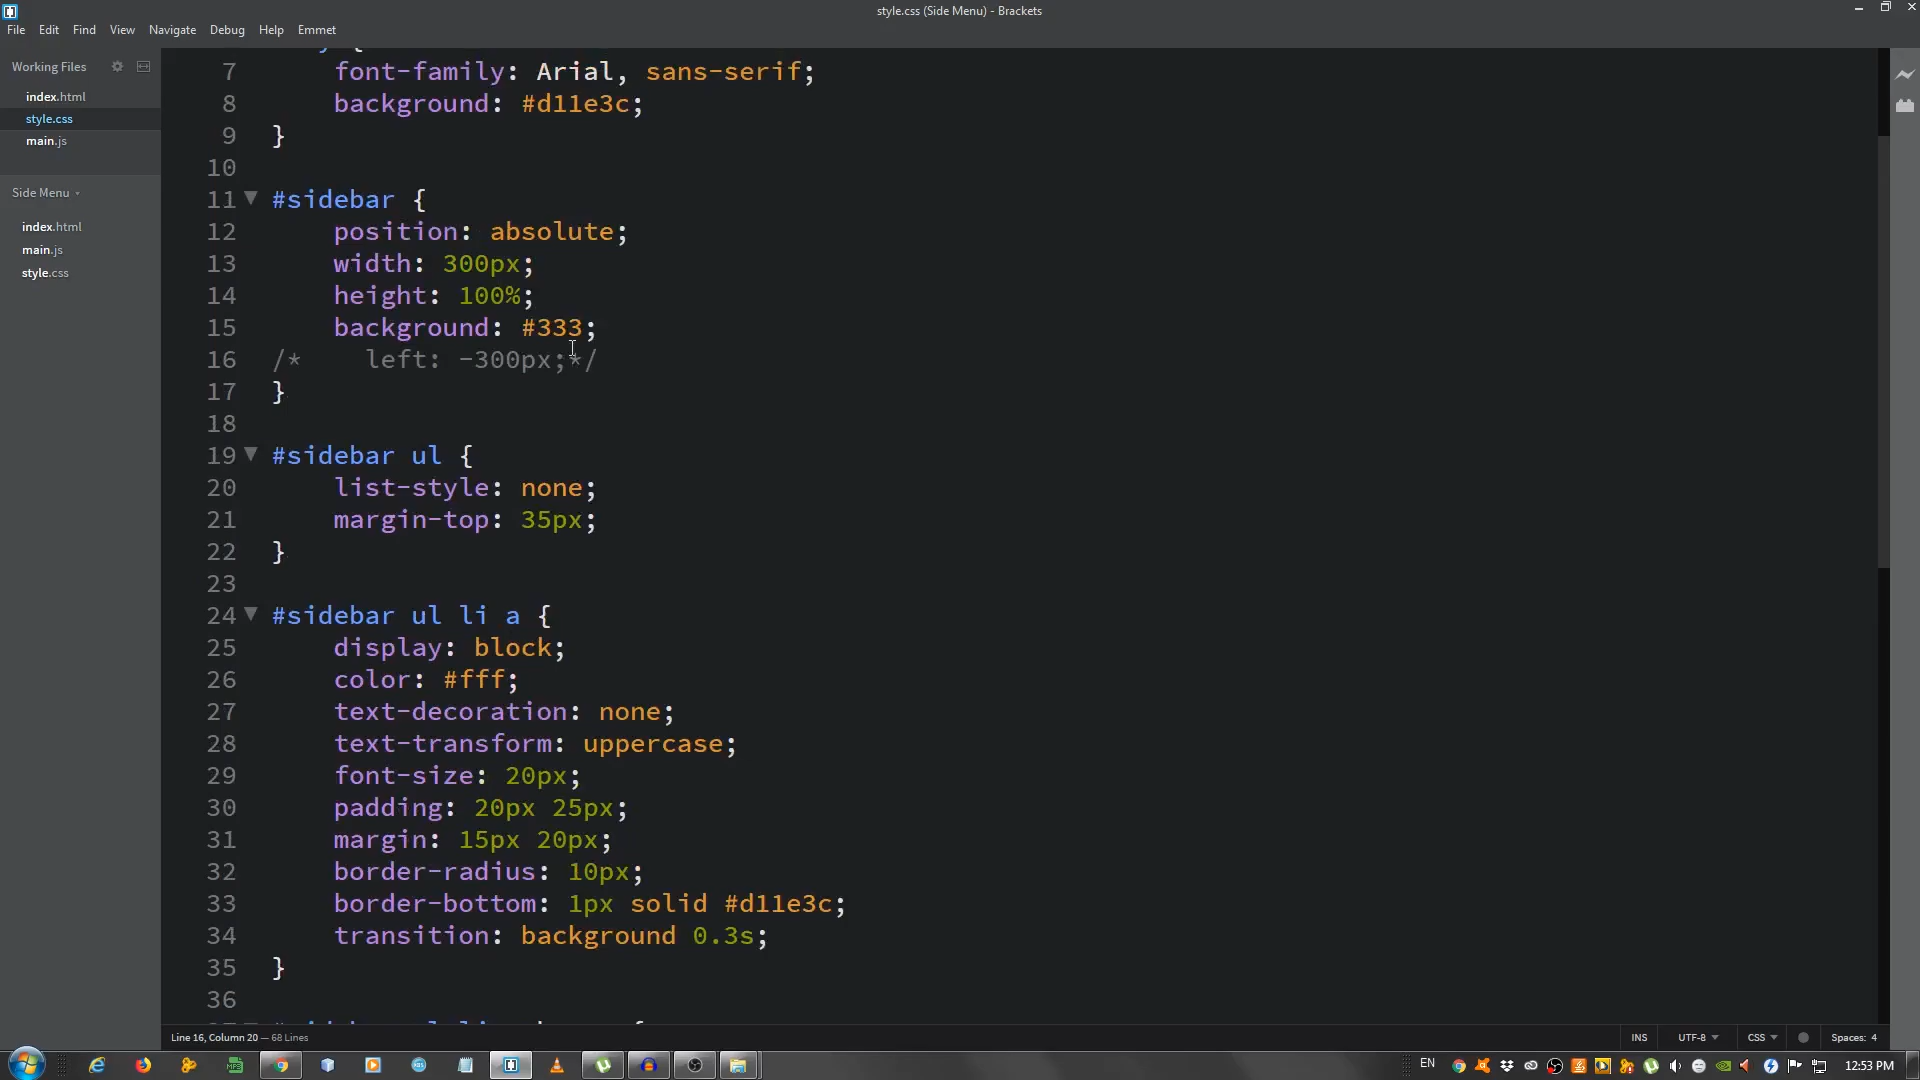 style.css (Side Menu) - Brackets
File Edit Find View Navigate Debug Help Emmet
Working Files
index.html
style.css
main.js
Side Menu
index.html
main.js
style.css
7 font-family: Arial, sans-serif;
8 background: #d11e3c;
9 }
10
11 #sidebar {
12 position: absolute;
13 width: 300px;
14 height: 100%;
15 background: #333;
16 /* left: -300px;*/
17 }
18
19 #sidebar ul {
20 list-style: none;
21 margin-top: 35px;
22 }
23
24 #sidebar ul li a {
25 display: block;
26 color: #fff;
27 text-decoration: none;
28 text-transform: uppercase;
29 font-size: 20px;
30 padding: 20px 25px;
31 margin: 15px 20px;
32 border-radius: 10px;
33 border-bottom: 1px solid #d11e3c;
34 transition: background 0.3s;
35 }
36
Line 16, Column 20 — 68 Lines
INS UTF-8 CSS Spaces: 4
EN 12:53 PM